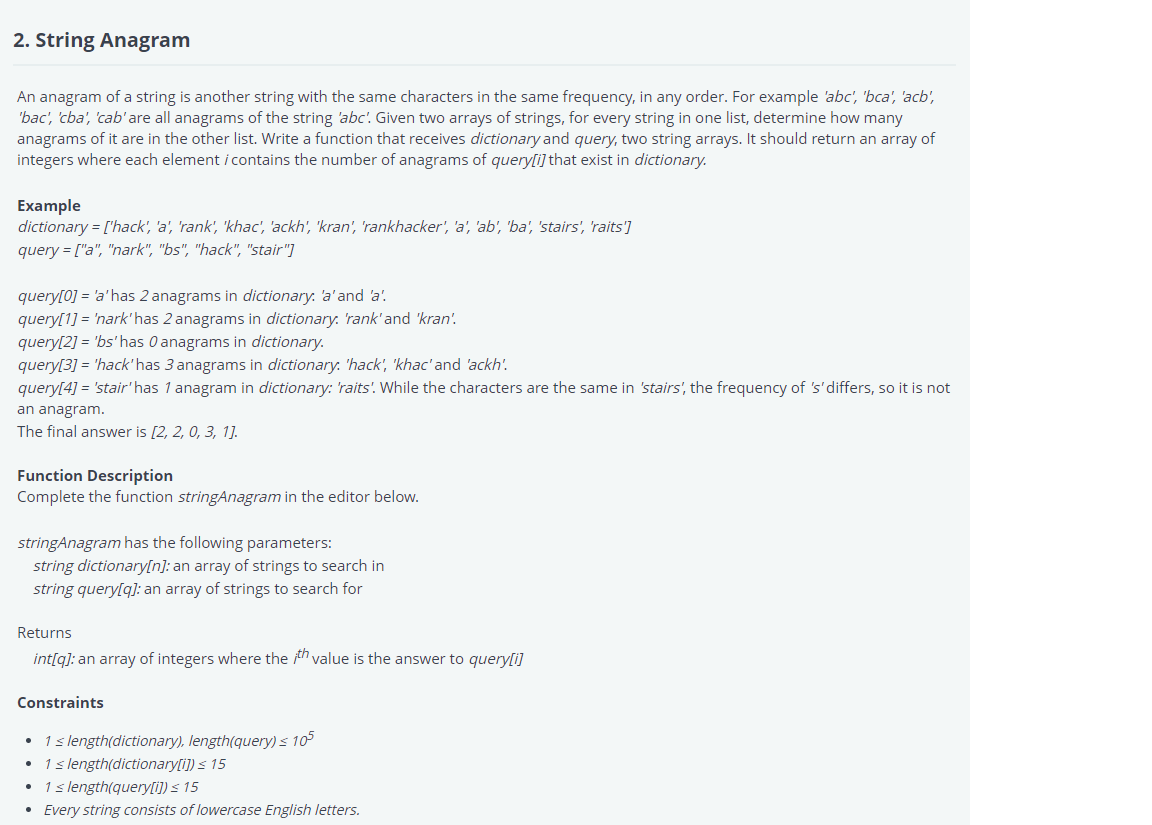 2. String Anagram
An anagram of a string is another string with the same characters in the same frequency, in any order. For example 'abc', 'bca', 'acb',
'bac', 'cba', 'cab' are all anagrams of the string 'abc'. Given two arrays of strings, for every string in one list, determine how many
anagrams of it are in the other list. Write a function that receives dictionary and query, two string arrays. It should return an array of
integers where each element i contains the number of anagrams of query[i] that exist in dictionary.
Example
dictionary = ['hack', 'a', 'rank', 'khac', 'ackh', 'kran', 'rankhacker', 'a', 'ab', 'ba', 'stairs', 'raits']
query = ["a", "nark", "bs", "hack", "stair"]
query[0] = 'a' has 2 anagrams in dictionary: 'a' and 'a'.
query[1] = 'nark' has 2 anagrams in dictionary: 'rank' and 'kran'.
query[2] = 'bs' has 0 anagrams in dictionary.
query[3] = 'hack' has 3 anagrams in dictionary: 'hack', 'khac' and 'ackh'.
query[4] = 'stair' has 1 anagram in dictionary: 'raits'. While the characters are the same in 'stairs', the frequency of 's' differs, so it is not
an anagram.
The final answer is [2, 2, 0, 3, 1].
Function Description
Complete the function stringAnagram in the editor below.
stringAnagram has the following parameters:
string dictionary[n]: an array of strings to search in
string query[q]: an array of strings to search for
Returns
int[q]: an array of integers where the ith value is the answer to query[i]
Constraints
• 1 ≤ length(dictionary), length(query) ≤ 10⁵
• 1 ≤ length(dictionary[i]) ≤ 15
• 1 ≤ length(query[i]) ≤ 15
• Every string consists of lowercase English letters.